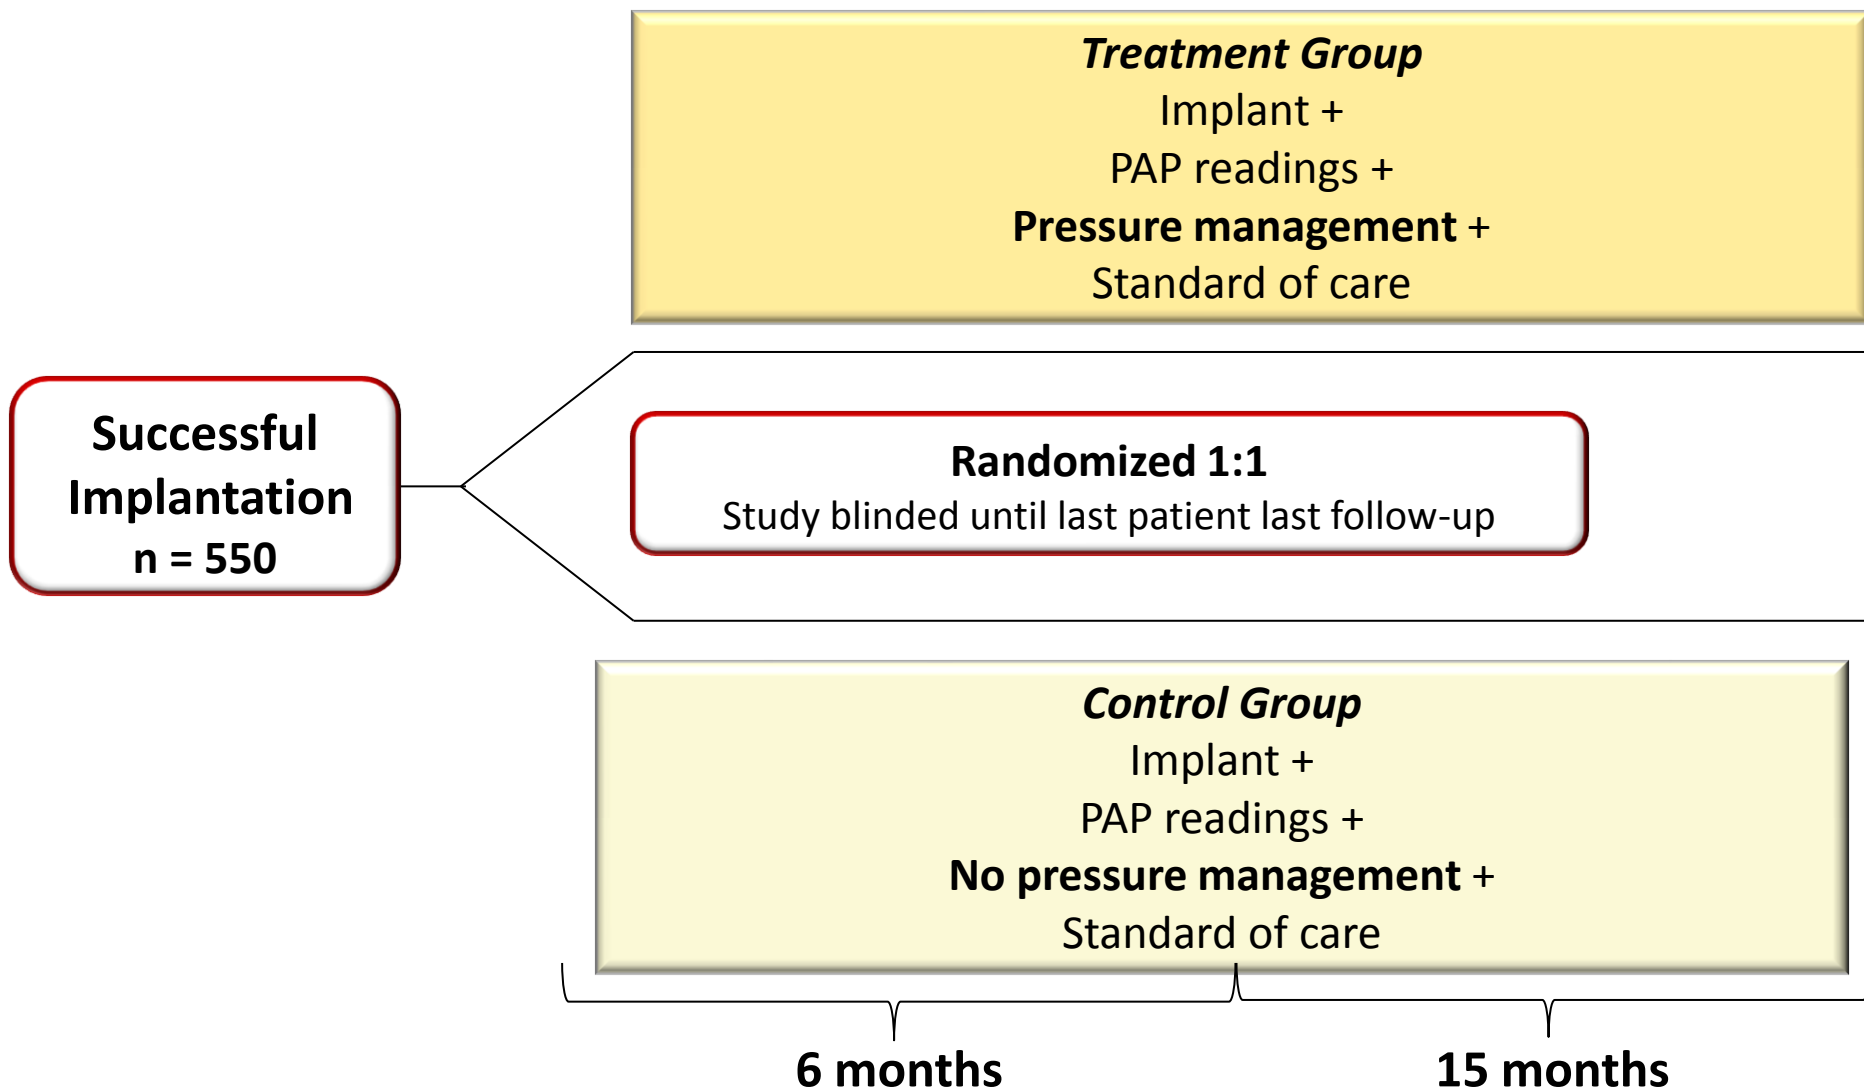 Treatment Group
Implant +
PAP readings +
Pressure management +
Standard of care
Successful
Implantation
n = 550
Randomized 1:1
Study blinded until last patient last follow-up
Control Group
Implant +
PAP readings +
No pressure management +
Standard of care
6 months
15 months